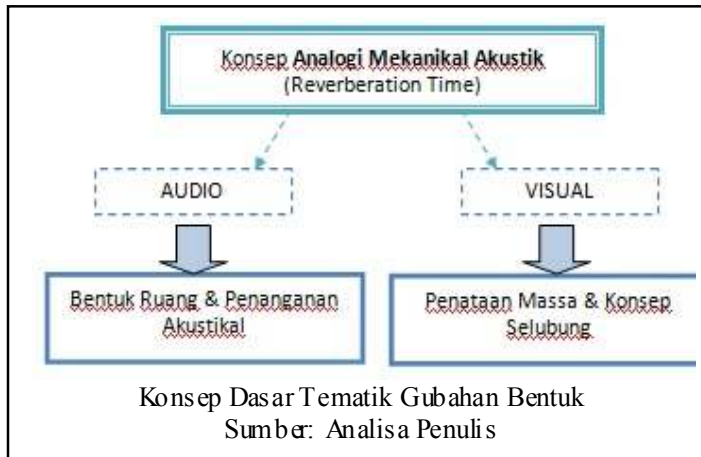 Konsep Analogi Mekanikal Akustik
(Reverberation Time)
AUDIO
VISUAL
Bentuk Ruang & Penanganan
Akustikal
Penataan Massa & Konsep
Selubung
Konsep Dasar Tematik Gubahan Bentuk
Sumber: Analisa Penulis